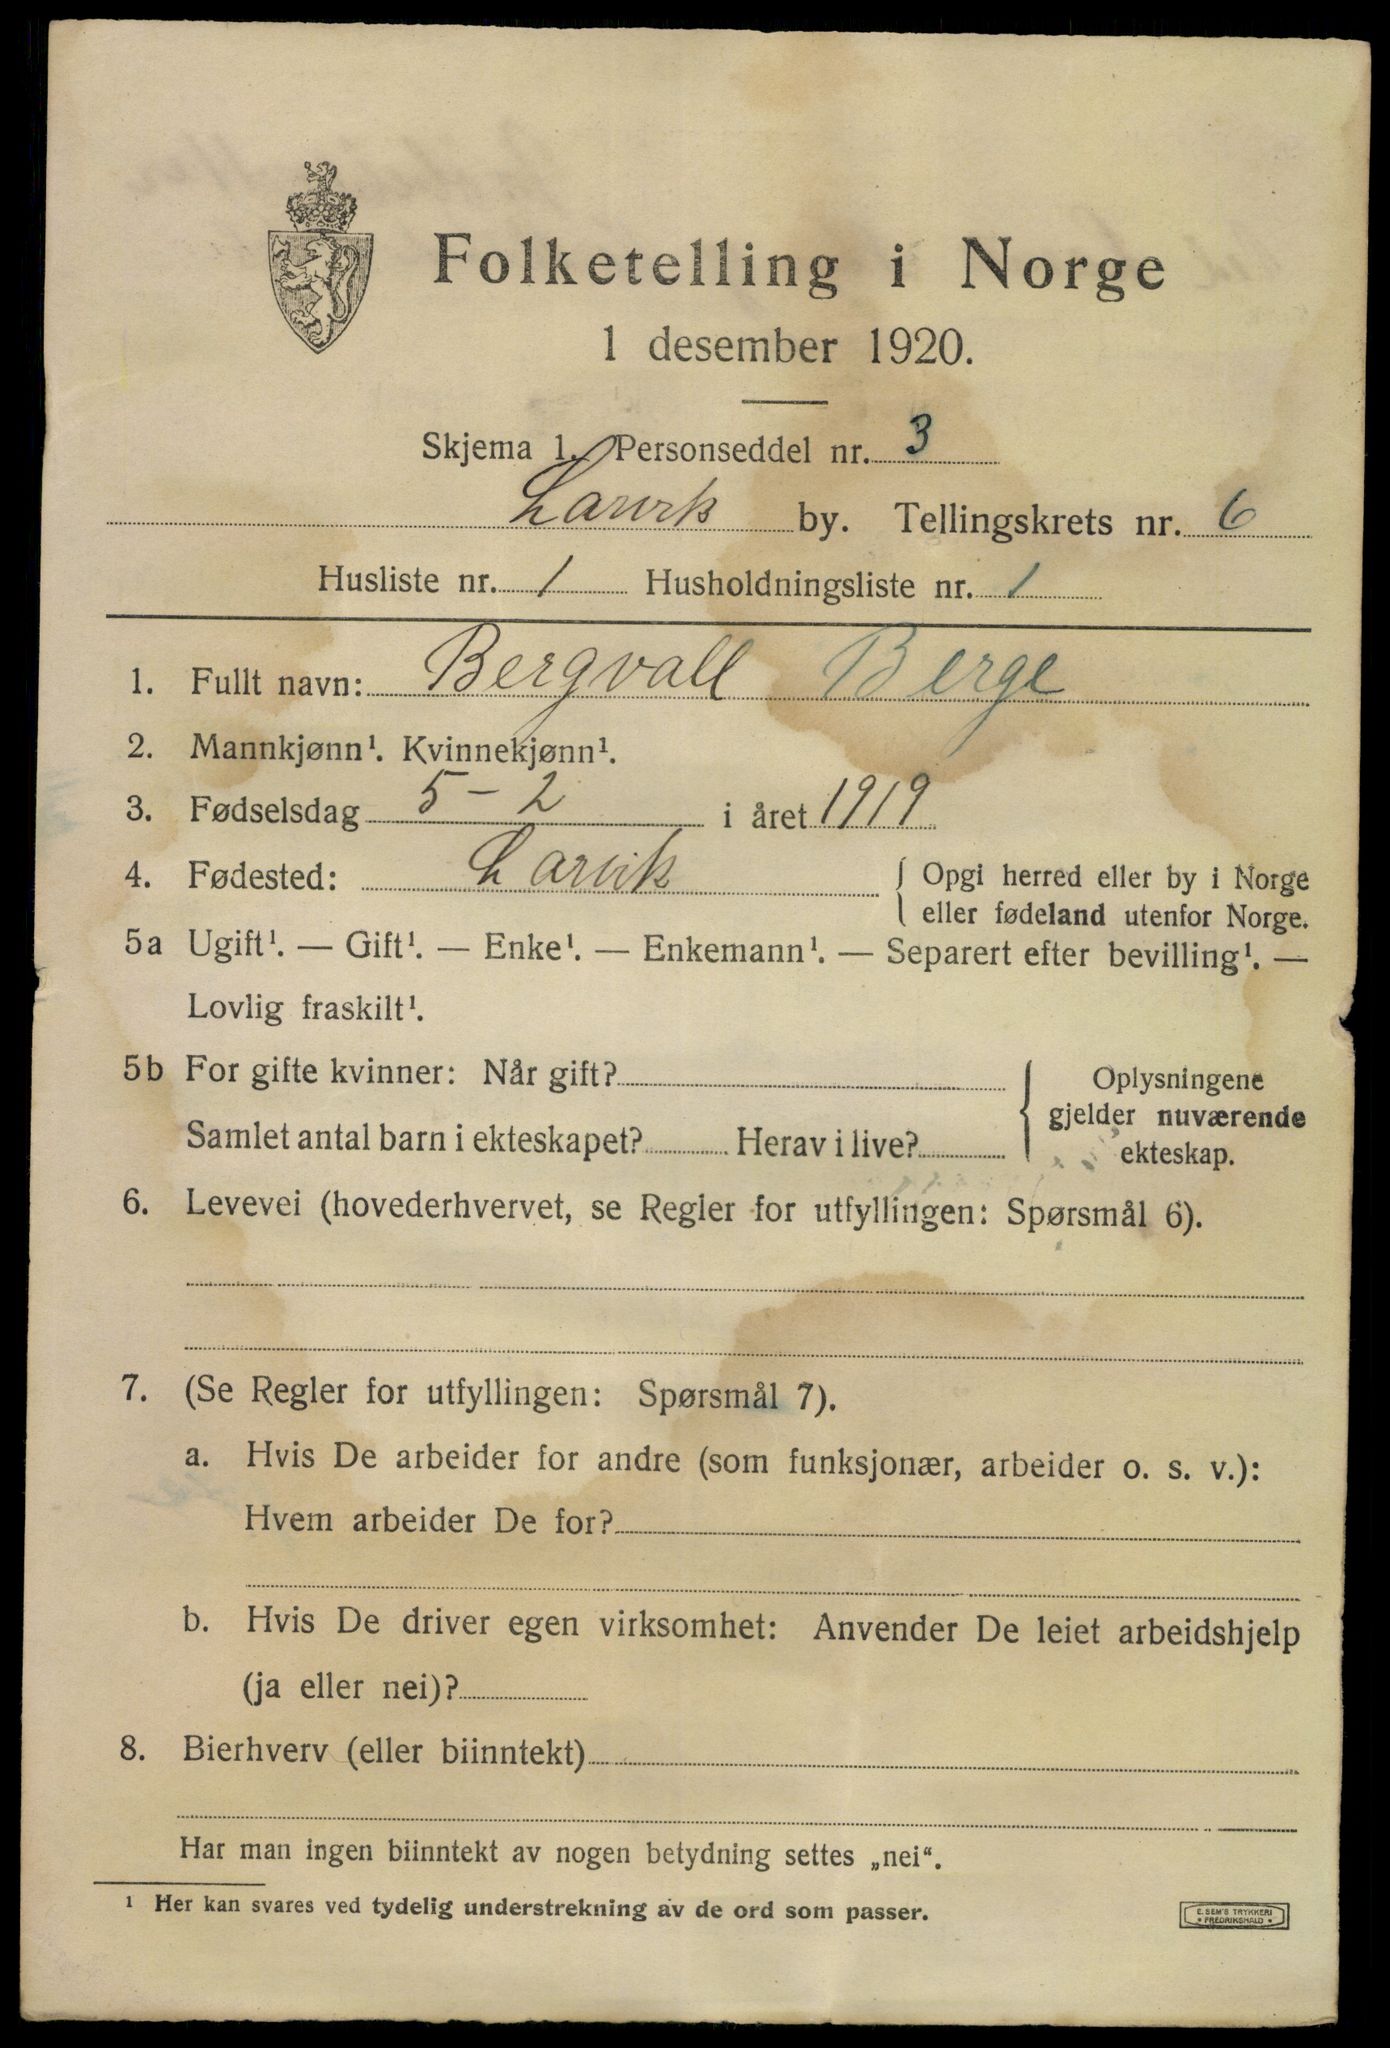 Folketelling i Norge
1 desember 1920.
Skjema 1. Personseddel nr. 3
Larvik by. Tellingskrets nr. 6
Husliste nr. 1 Husholdningsliste nr. 1
1. Fullt navn: Bergvall Berge
2. Mannkjønn¹. Kvinnekjønn¹.
3. Fødselsdag 5-2 i året 1919
4. Fødested: Larvik { Opgi herred eller by i Norge
eller fødeland utenfor Norge.
5a Ugift¹. — Gift¹. — Enke¹. — Enkemann¹. — Separert efter bevilling¹. —
Lovlig fraskilt¹.
5b For gifte kvinner: Når gift?
Samlet antal barn i ekteskapet? Herav i live?
{ Oplysningene
gjelder nuværende
ekteskap.
6. Levevei (hovederhvervet, se Regler for utfyllingen: Spørsmål 6).
7. (Se Regler for utfyllingen: Spørsmål 7).
a. Hvis De arbeider for andre (som funksjonær, arbeider o. s. v.):
Hvem arbeider De for?
b. Hvis De driver egen virksomhet: Anvender De leiet arbeidshjelp
(ja eller nei)?
8. Bierhverv (eller biinntekt)
Har man ingen biinntekt av nogen betydning settes „nei“.
¹ Her kan svares ved tydelig understrekning av de ord som passer.
E. SEM'S TRYKKERI
FREDRIKSHALD